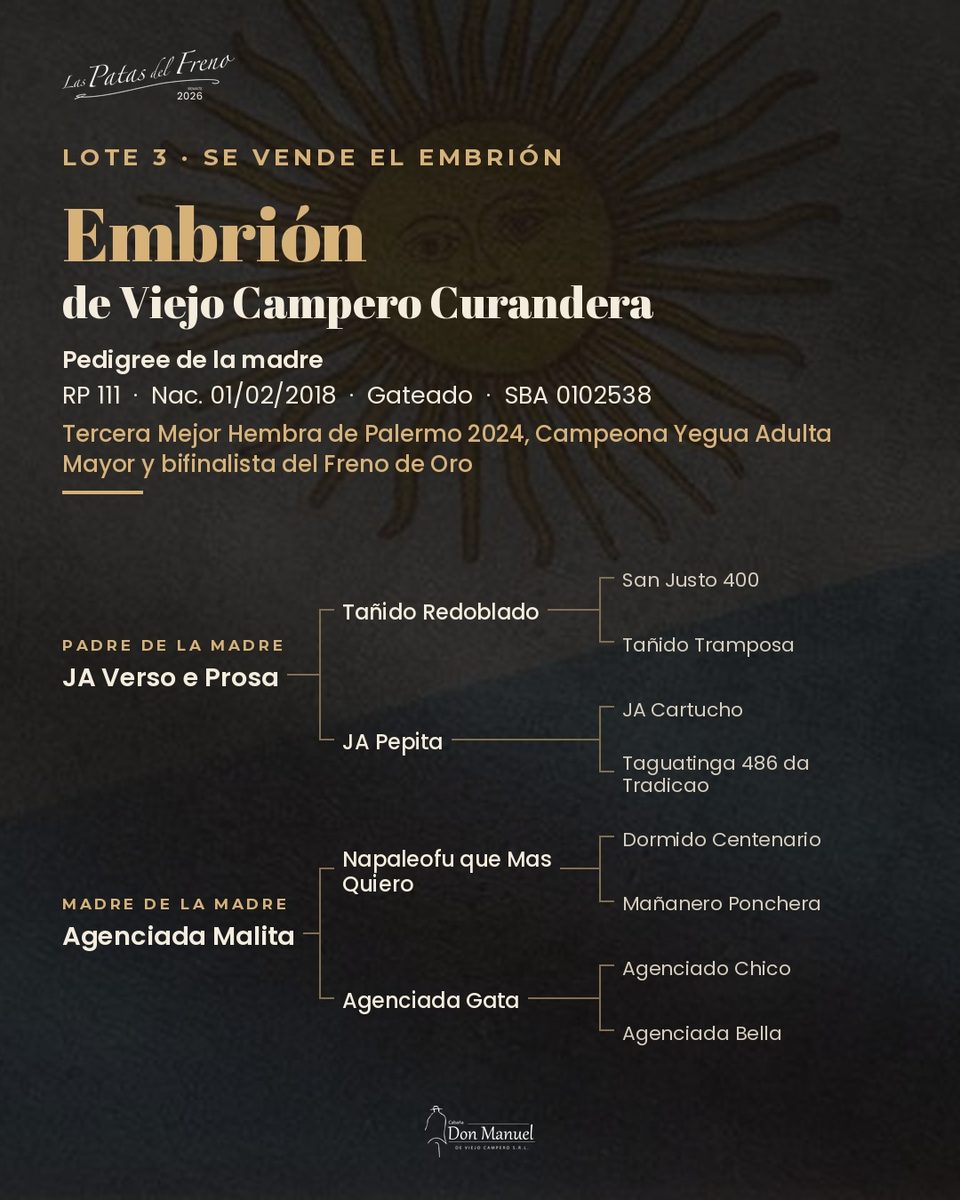 Las Patas del Freno
2026
LOTE 3 · SE VENDE EL EMBRIÓN
Embrión
de Viejo Campero Curandera
Pedigree de la madre
RP 111 · Nac. 01/02/2018 · Gateado · SBA 0102538
Tercera Mejor Hembra de Palermo 2024, Campeona Yegua Adulta
Mayor y bifinalista del Freno de Oro
PADRE DE LA MADRE
JA Verso e Prosa
Tañido Redoblado
San Justo 400
Tañido Tramposa
JA Pepita
JA Cartucho
Taguatinga 486 da
Tradicao
MADRE DE LA MADRE
Agenciada Malita
Napaleofu que Mas
Quiero
Dormido Centenario
Mañanero Ponchera
Agenciada Gata
Agenciado Chico
Agenciada Bella
Cabaña
Don Manuel
DE VIEJO CAMPERO S.R.L.